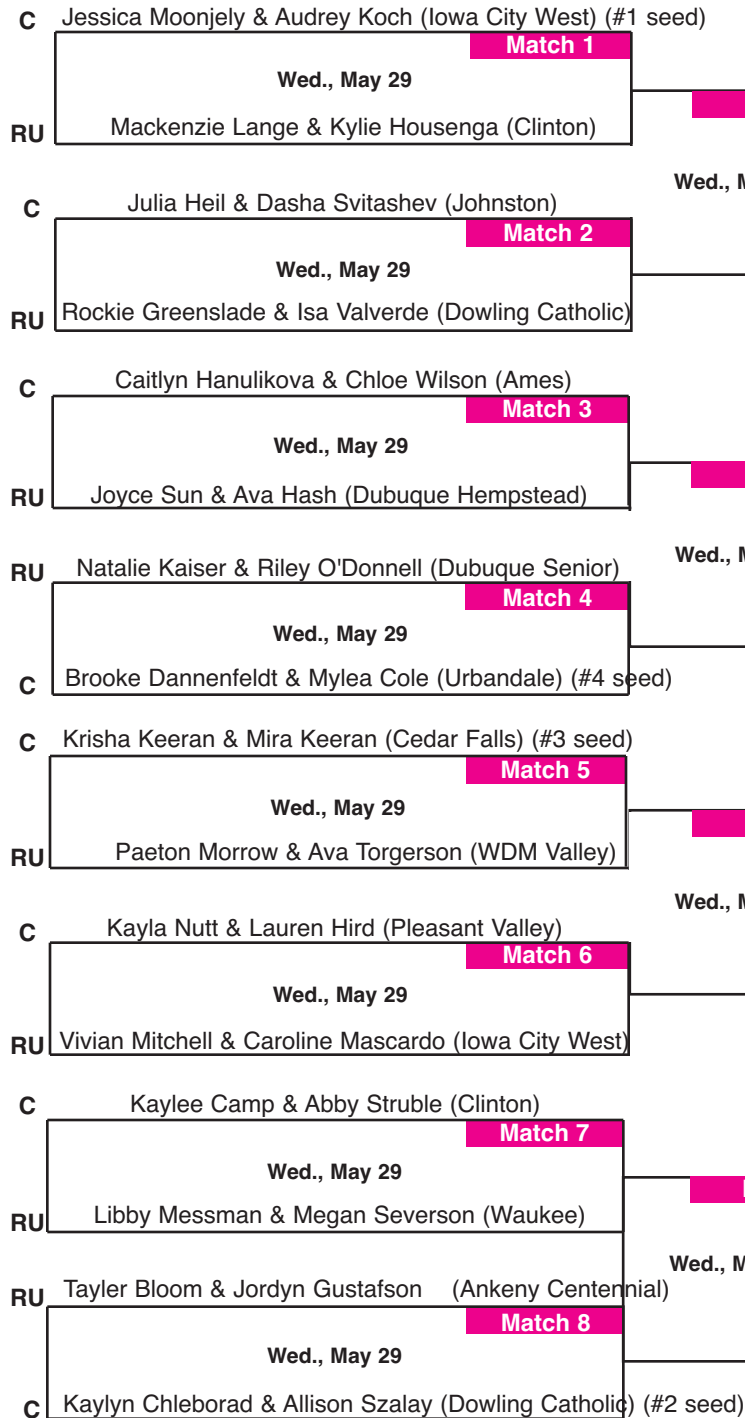 C Jessica Moonjely & Audrey Koch (Iowa City West) (#1 seed)
Match 1
Wed., May 29
RU Mackenzie Lange & Kylie Housenga (Clinton)
Wed., M
C Julia Heil & Dasha Svitashev (Johnston)
Match 2
Wed., May 29
RU Rockie Greenslade & Isa Valverde (Dowling Catholic)
C Caitlyn Hanulikova & Chloe Wilson (Ames)
Match 3
Wed., May 29
RU Joyce Sun & Ava Hash (Dubuque Hempstead)
Wed., M
RU Natalie Kaiser & Riley O'Donnell (Dubuque Senior)
Match 4
Wed., May 29
C Brooke Dannenfeldt & Mylea Cole (Urbandale) (#4 seed)
C Krisha Keeran & Mira Keeran (Cedar Falls) (#3 seed)
Match 5
Wed., May 29
RU Paeton Morrow & Ava Torgerson (WDM Valley)
Wed., M
C Kayla Nutt & Lauren Hird (Pleasant Valley)
Match 6
Wed., May 29
RU Vivian Mitchell & Caroline Mascardo (Iowa City West)
C Kaylee Camp & Abby Struble (Clinton)
Match 7
Wed., May 29
RU Libby Messman & Megan Severson (Waukee)
Wed., M
RU Tayler Bloom & Jordyn Gustafson (Ankeny Centennial)
Match 8
Wed., May 29
C Kaylyn Chleborad & Allison Szalay (Dowling Catholic) (#2 seed)